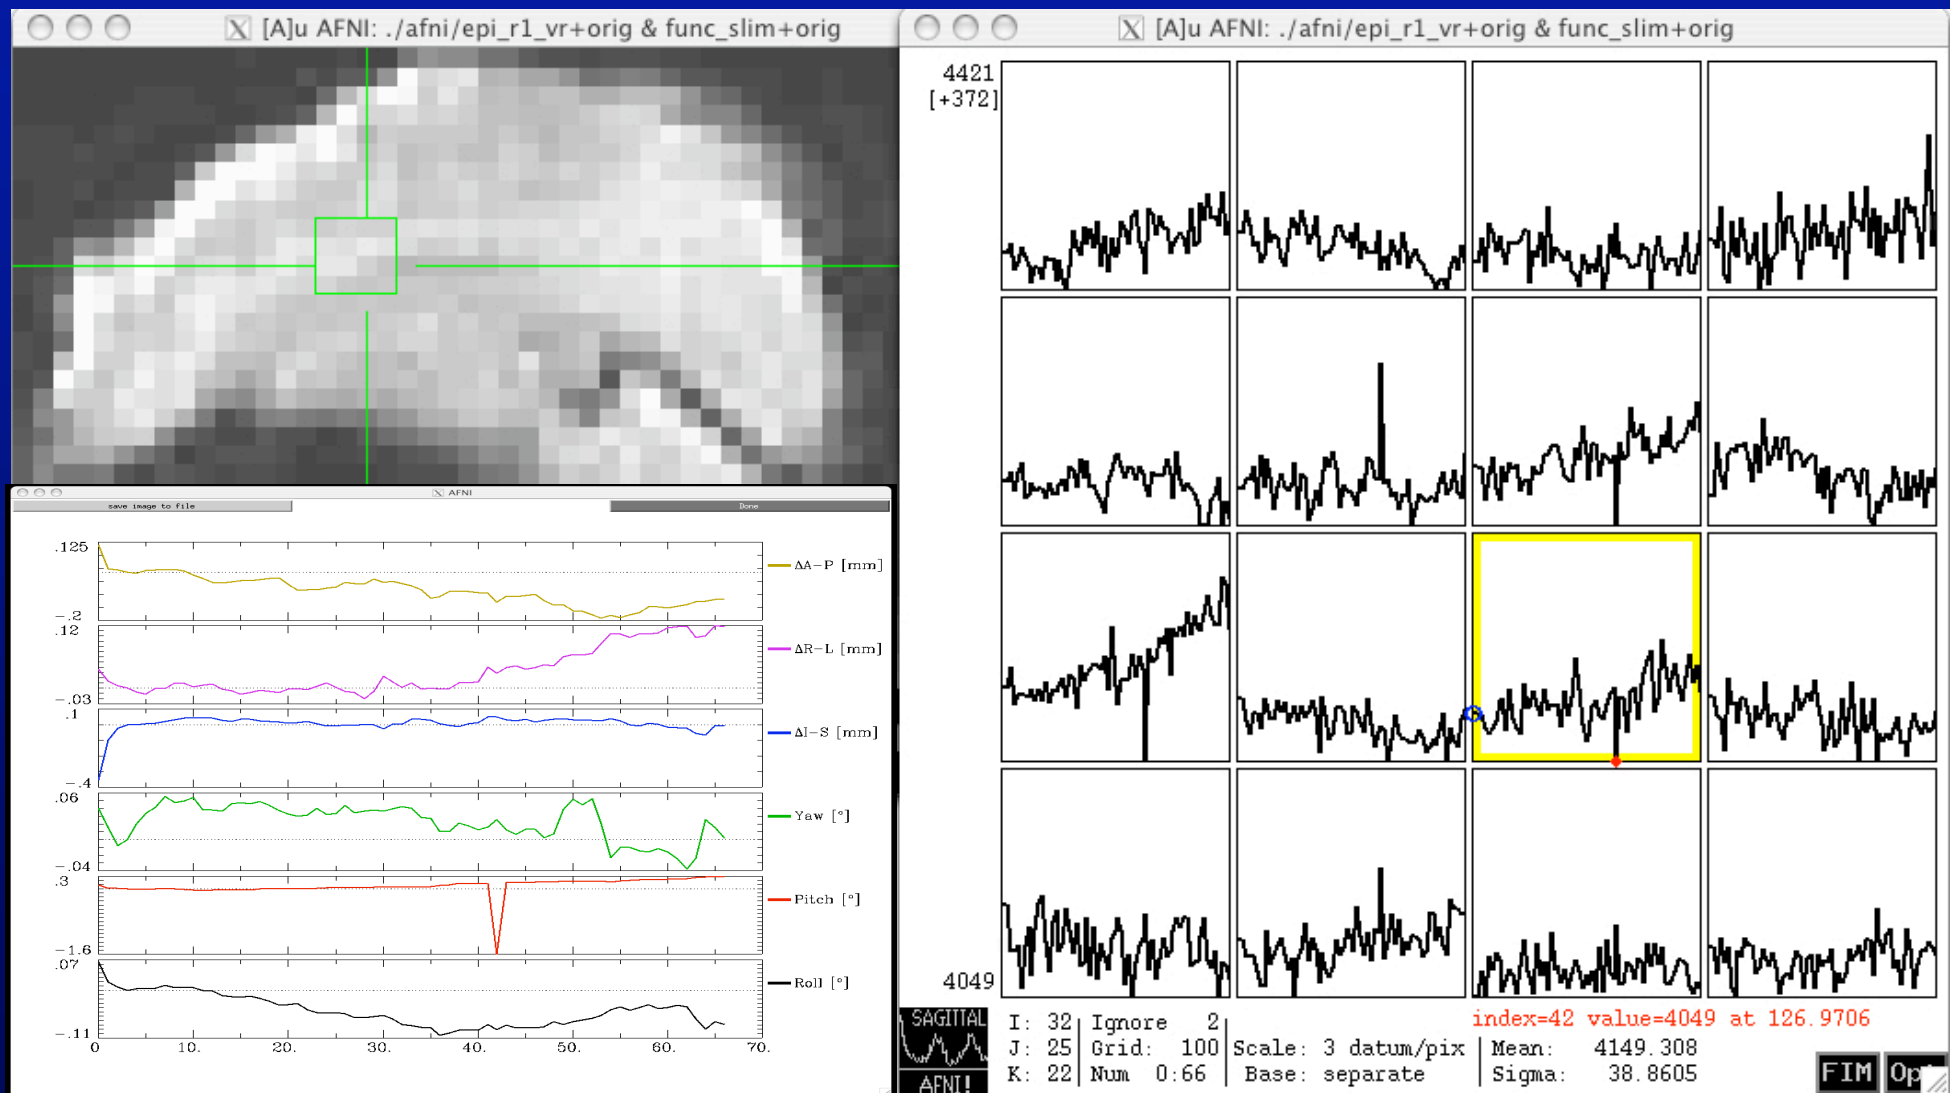 [A]u AFNI: ./afni/epi_r1_vr+orig & func_slim+orig
AFNI
save image to file
Done
.125
-.2
ΔA-P [mm]
.12
-.03
ΔR-L [mm]
.1
-.4
ΔI-S [mm]
.06
-.04
Yaw [°]
.3
-1.6
Pitch [°]
.07
-.11
Roll [°]
0 10. 20. 30. 40. 50. 60. 70.
[A]u AFNI: ./afni/epi_r1_vr+orig & func_slim+orig
4421
[+372]
4049
index=42 value=4049 at 126.9706
SAGITTAL
AFNI!
I: 32 Ignore 2
J: 25 Grid: 100 Scale: 3 datum/pix Mean: 4149.308
K: 22 Num 0:66 Base: separate Sigma: 38.8605
FIM